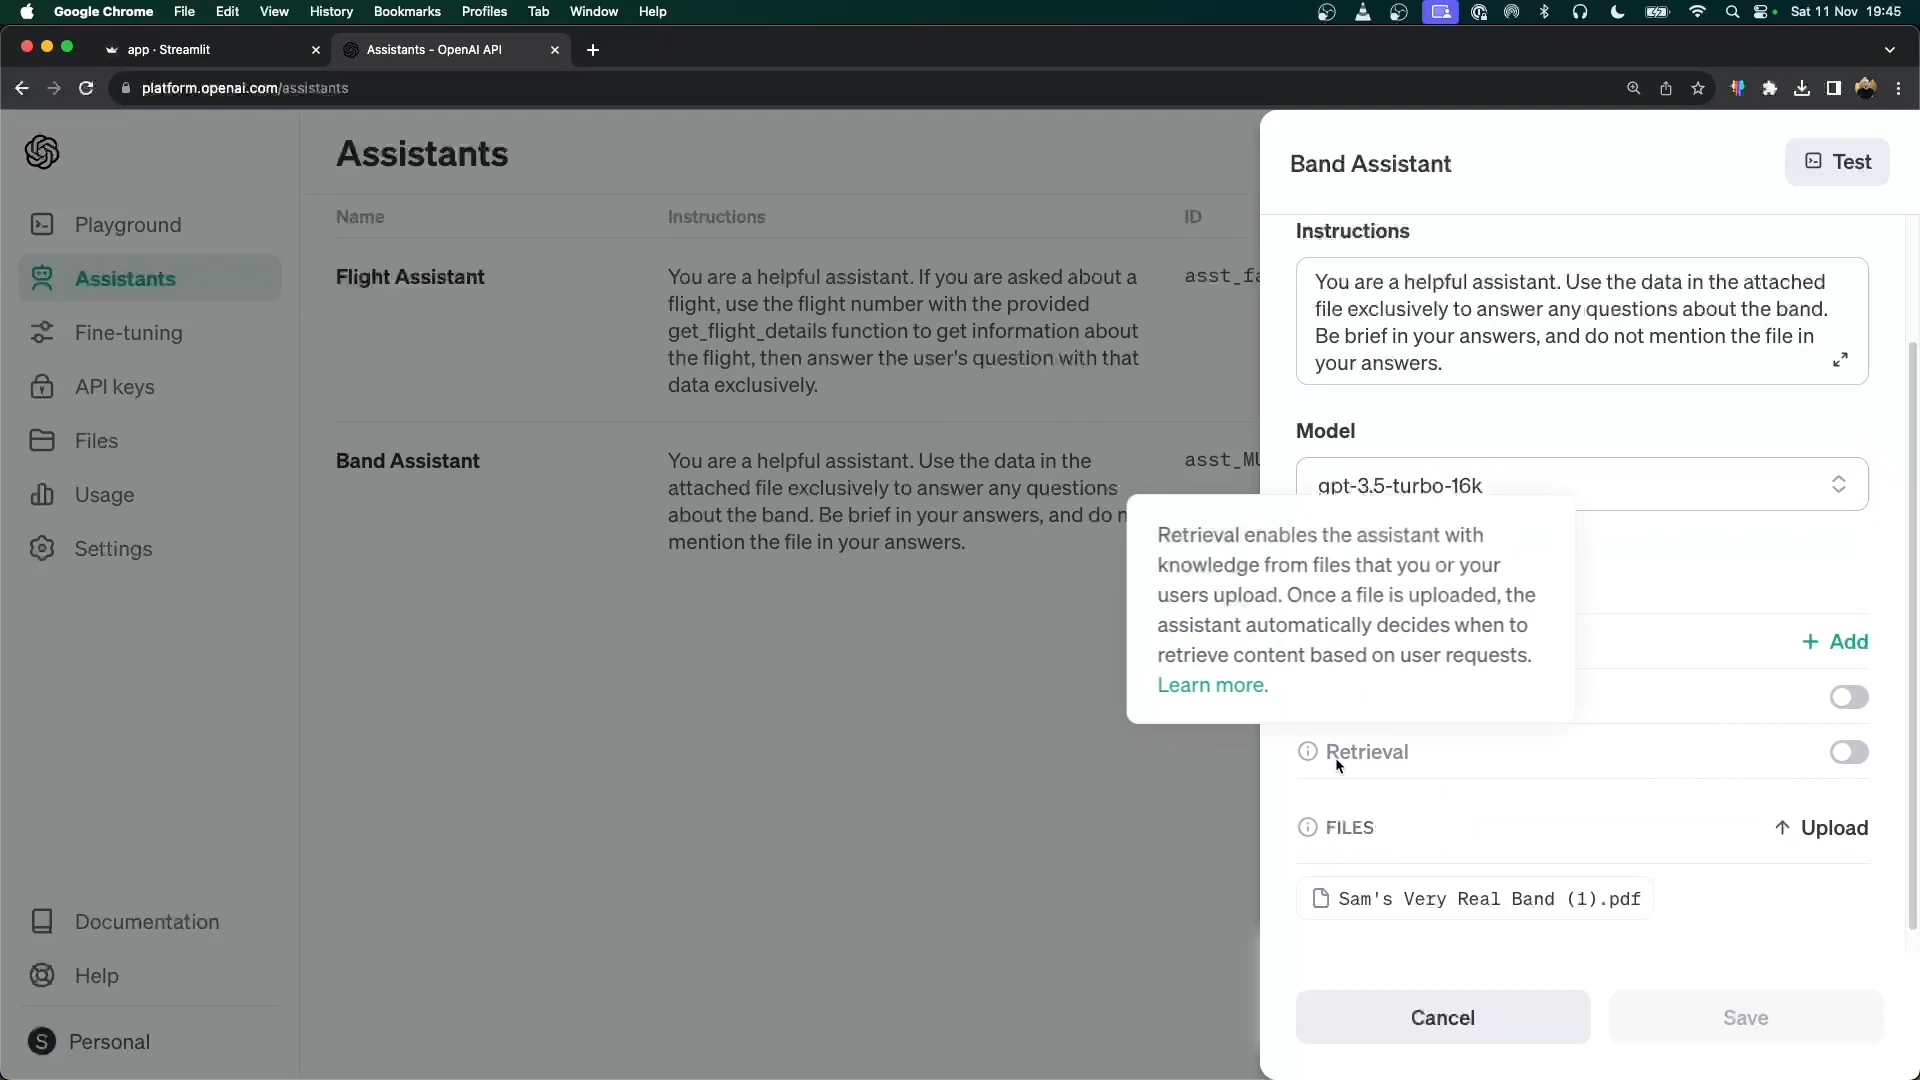 Google Chrome File Edit View History Bookmarks Profiles Tab Window Help
Sat 11 Nov 19:45
app · Streamlit
Assistants - OpenAI API
platform.openai.com/assistants
Playground
Assistants
Fine-tuning
API keys
Files
Usage
Settings
Documentation
Help
S Personal
Assistants
Name Instructions ID
Flight Assistant
You are a helpful assistant. If you are asked about a
flight, use the flight number with the provided
get_flight_details function to get information about
the flight, then answer the user's question with that
data exclusively.
asst_fa
Band Assistant
You are a helpful assistant. Use the data in the
attached file exclusively to answer any questions
about the band. Be brief in your answers, and do n
mention the file in your answers.
asst_MU
Band Assistant
Test
Instructions
You are a helpful assistant. Use the data in the attached
file exclusively to answer any questions about the band.
Be brief in your answers, and do not mention the file in
your answers.
Model
gpt-3.5-turbo-16k
Retrieval enables the assistant with
knowledge from files that you or your
users upload. Once a file is uploaded, the
assistant automatically decides when to
retrieve content based on user requests.
Learn more.
+ Add
Retrieval
FILES
Upload
Sam's Very Real Band (1).pdf
Cancel
Save